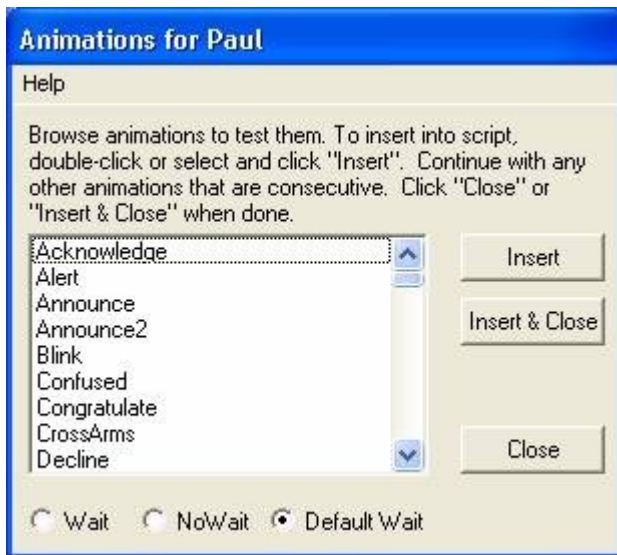 Animations for Paul
Help
Browse animations to test them. To insert into script,
double-click or select and click "Insert". Continue with any
other animations that are consecutive. Click "Close" or
"Insert & Close" when done.
Acknowledge
Alert
Announce
Announce2
Blink
Confused
Congratulate
CrossArms
Decline
Insert
Insert & Close
Close
Wait NoWait Default Wait